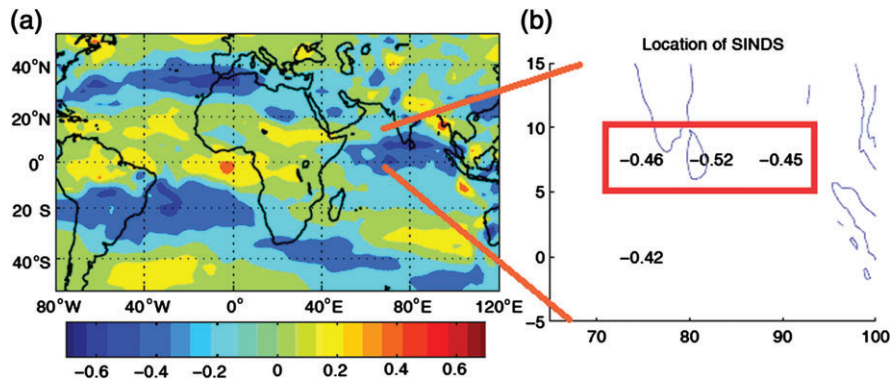 (a)
40°N
20°N
0°
20 S
40°S
80°W 40°W 0° 40°E 80°E 120°E
−0.6 −0.4 −0.2 0 0.2 0.4 0.6
(b)
Location of SINDS
15
10
5
0
−5
−0.46 −0.52 −0.45
−0.42
70 80 90 100